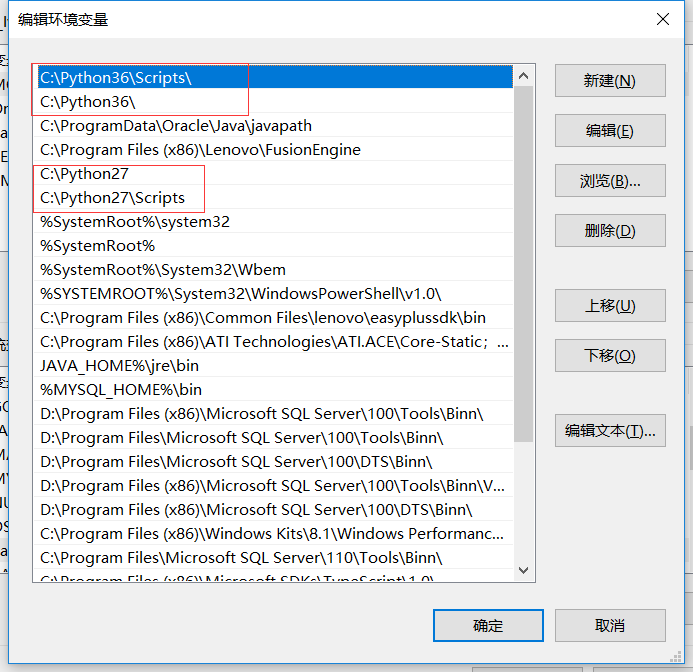 编辑环境变量
C:\Python36\Scripts\
C:\Python36\
C:\ProgramData\Oracle\Java\javapath
C:\Program Files (x86)\Lenovo\FusionEngine
C:\Python27
C:\Python27\Scripts
%SystemRoot%\system32
%SystemRoot%
%SystemRoot%\System32\Wbem
%SYSTEMROOT%\System32\WindowsPowerShell\v1.0\
C:\Program Files (x86)\Common Files\lenovo\easyplussdk\bin
C:\Program Files (x86)\ATI Technologies\ATI.ACE\Core-Static；...
JAVA_HOME%\jre\bin
%MYSQL_HOME%\bin
D:\Program Files (x86)\Microsoft SQL Server\100\Tools\Binn\
D:\Program Files\Microsoft SQL Server\100\Tools\Binn\
D:\Program Files\Microsoft SQL Server\100\DTS\Binn\
D:\Program Files (x86)\Microsoft SQL Server\100\Tools\Binn\V...
D:\Program Files (x86)\Microsoft SQL Server\100\DTS\Binn\
C:\Program Files (x86)\Windows Kits\8.1\Windows Performanc...
C:\Program Files\Microsoft SQL Server\110\Tools\Binn\
C:\Program Files (x86)\Microsoft SDKs\TypeScript\1.0\
新建(N)
编辑(E)
浏览(B)...
删除(D)
上移(U)
下移(O)
编辑文本(T)...
确定
取消